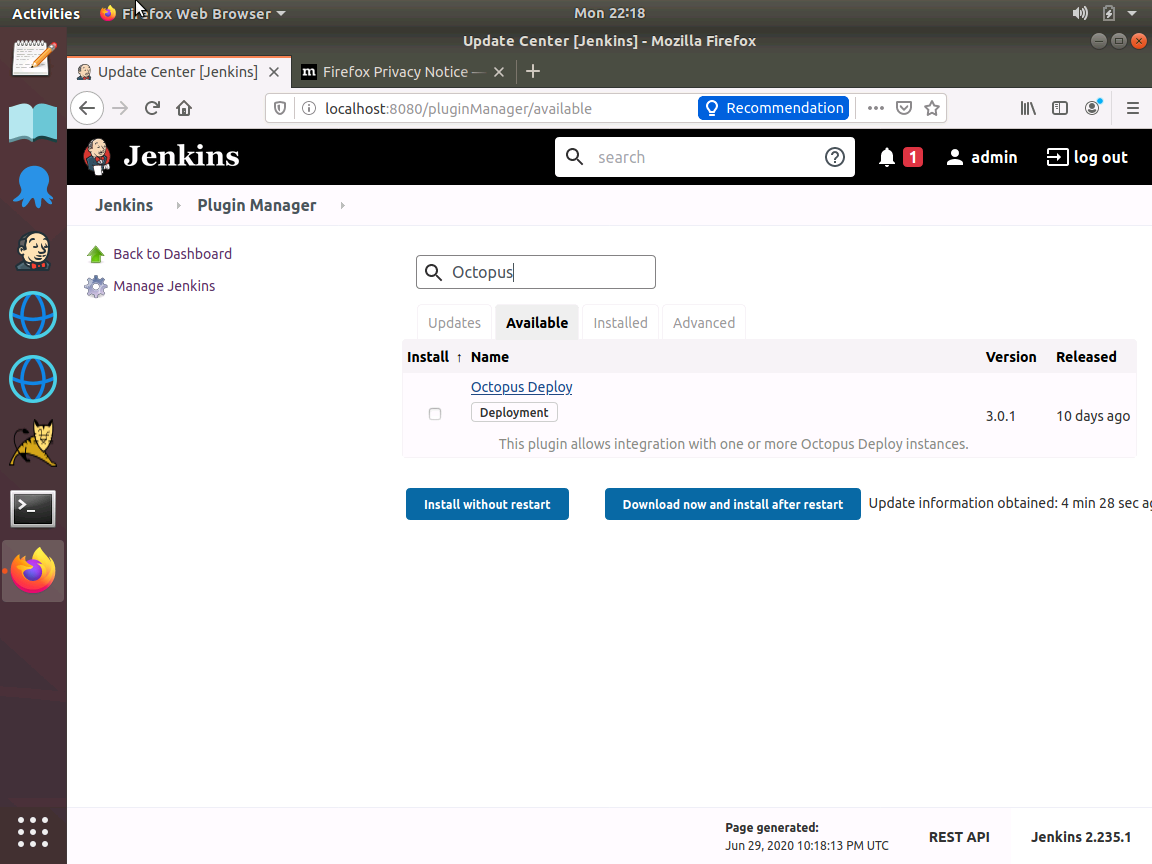 Activities
Firefox Web Browser
Mon 22:18
Update Center [Jenkins] - Mozilla Firefox
Update Center [Jenkins]
m Firefox Privacy Notice —
localhost:8080/pluginManager/available
Recommendation
Jenkins
search
1
admin
log out
Jenkins
Plugin Manager
Back to Dashboard
Manage Jenkins
Octopus
Updates
Available
Installed
Advanced
Install ↑ Name Version Released
Octopus Deploy
Deployment
3.0.1
10 days ago
This plugin allows integration with one or more Octopus Deploy instances.
Install without restart
Download now and install after restart
Update information obtained: 4 min 28 sec ag
Page generated:
Jun 29, 2020 10:18:13 PM UTC
REST API
Jenkins 2.235.1